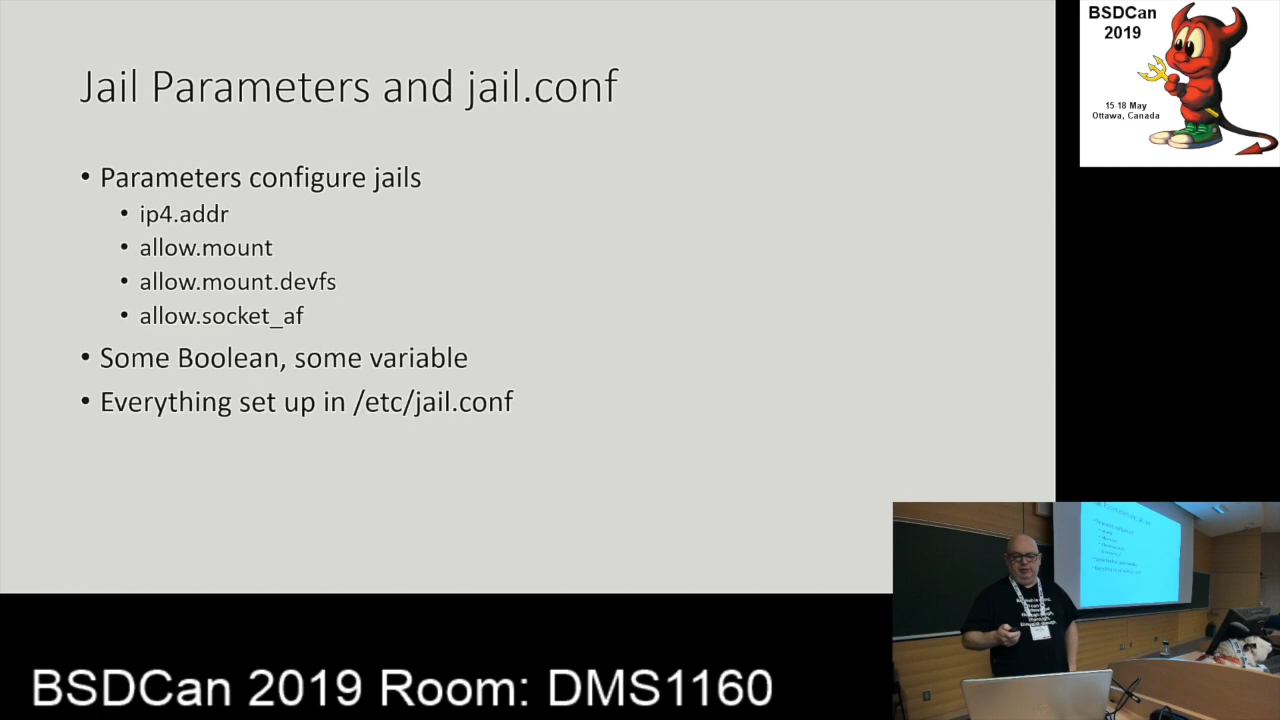 Jail Parameters and jail.conf
• Parameters configure jails
• ip4.addr
• allow.mount
• allow.mount.devfs
• allow.socket_af
• Some Boolean, some variable
• Everything set up in /etc/jail.conf
BSDCan
2019
15-18 May
Ottawa, Canada
BSDCan 2019 Room: DMS1160